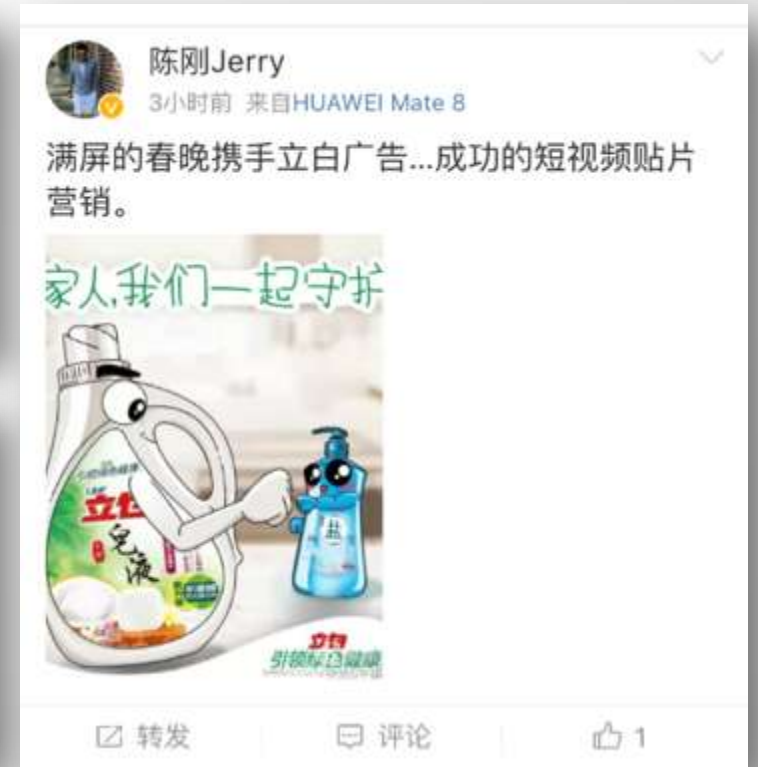 陈刚Jerry
3小时前 来自HUAWEI Mate 8
满屏的春晚携手立白广告...成功的短视频贴片
营销。
家人,我们一起守护
立白
皂液
盐
立白
引领绿色健康
转发 评论 1